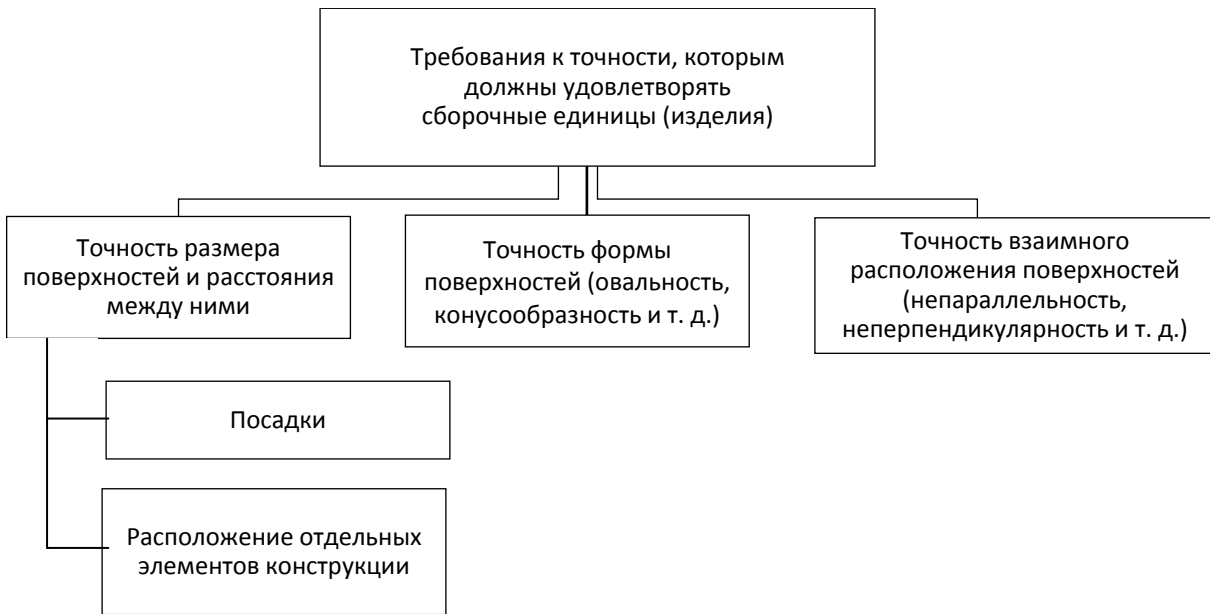 Требования к точности, которым
должны удовлетворять
сборочные единицы (изделия)
Точность размера
поверхностей и расстояния
между ними
Точность формы
поверхностей (овальность,
конусообразность и т. д.)
Точность взаимного
расположения поверхностей
(непараллельность,
неперпендикулярность и т. д.)
Посадки
Расположение отдельных
элементов конструкции